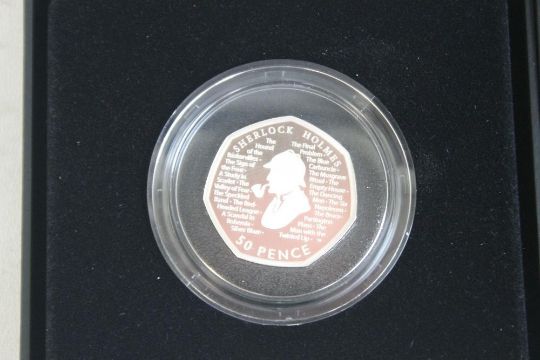 SHERLOCK HOLMES
The
Hound
of the
Baskervilles -
The Sign of
the Four -
A Study in
Scarlet - The
Valley of Fear -
The Speckled
Band - The Red-
Headed League -
A Scandal in
Bohemia -
Silver Blaze -
The Final
Problem -
The Blue
Carbuncle -
The Musgrave
Ritual - The
Empty House -
The Dancing
Men - The Six
Napoleons -
The Bruce-
Partington
Plans - The
Man with the
Twisted Lip -
50 PENCE